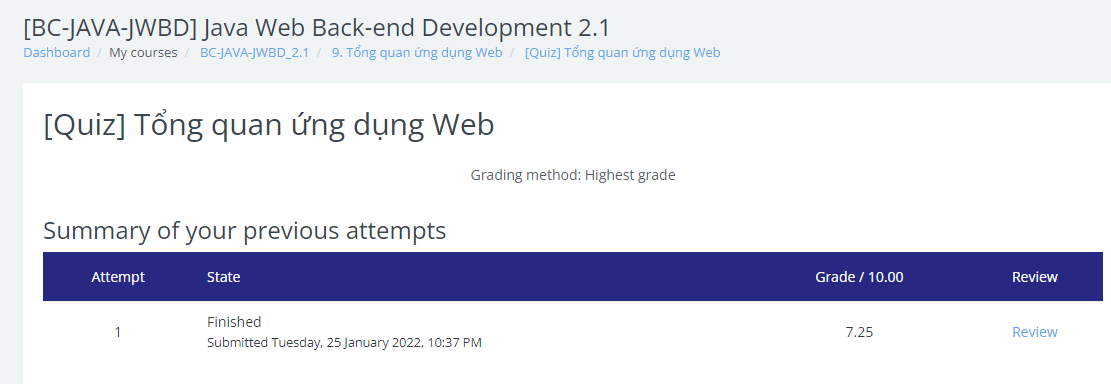 [BC-JAVA-JWBD] Java Web Back-end Development 2.1
Dashboard / My courses / BC-JAVA-JWBD_2.1 / 9. Tổng quan ứng dụng Web / [Quiz] Tổng quan ứng dụng Web
[Quiz] Tổng quan ứng dụng Web
Grading method: Highest grade
Summary of your previous attempts
Attempt State Grade / 10.00 Review
1 Finished 7.25 Review
Submitted Tuesday, 25 January 2022, 10:37 PM